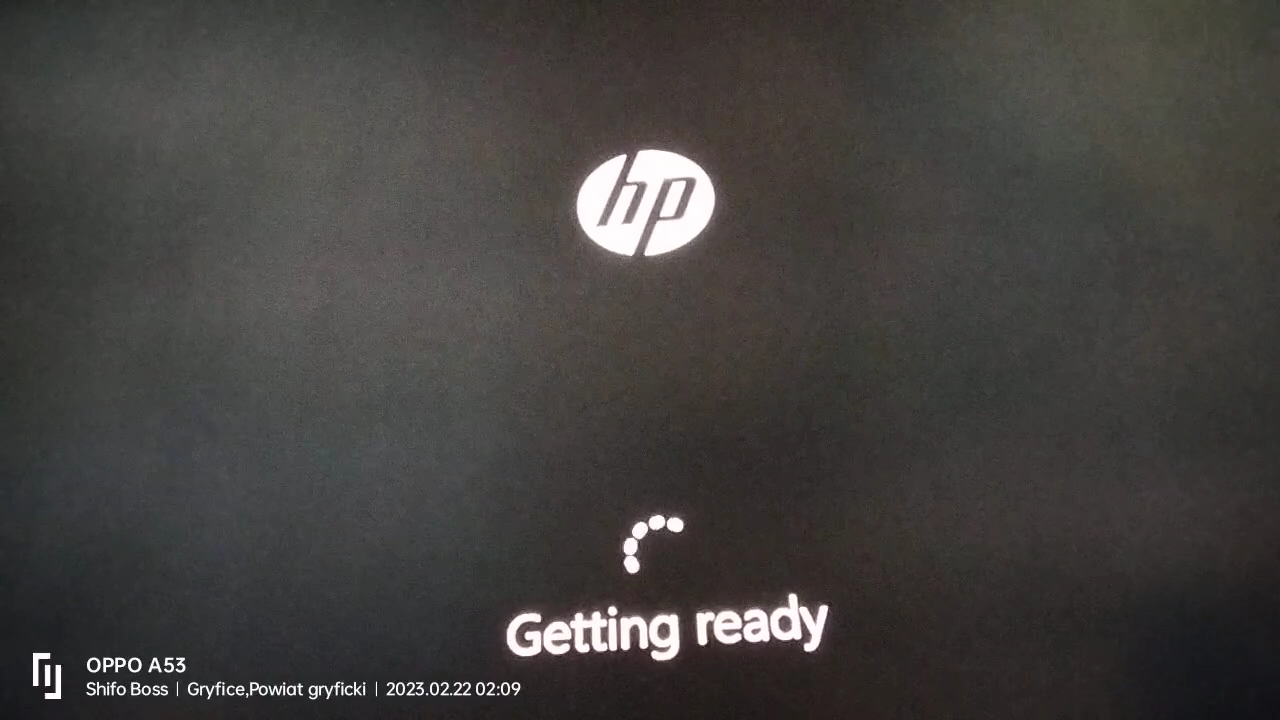 hp
Getting ready
OPPO A53
Shifo Boss | Gryfice,Powiat gryficki | 2023.02.22 02:09